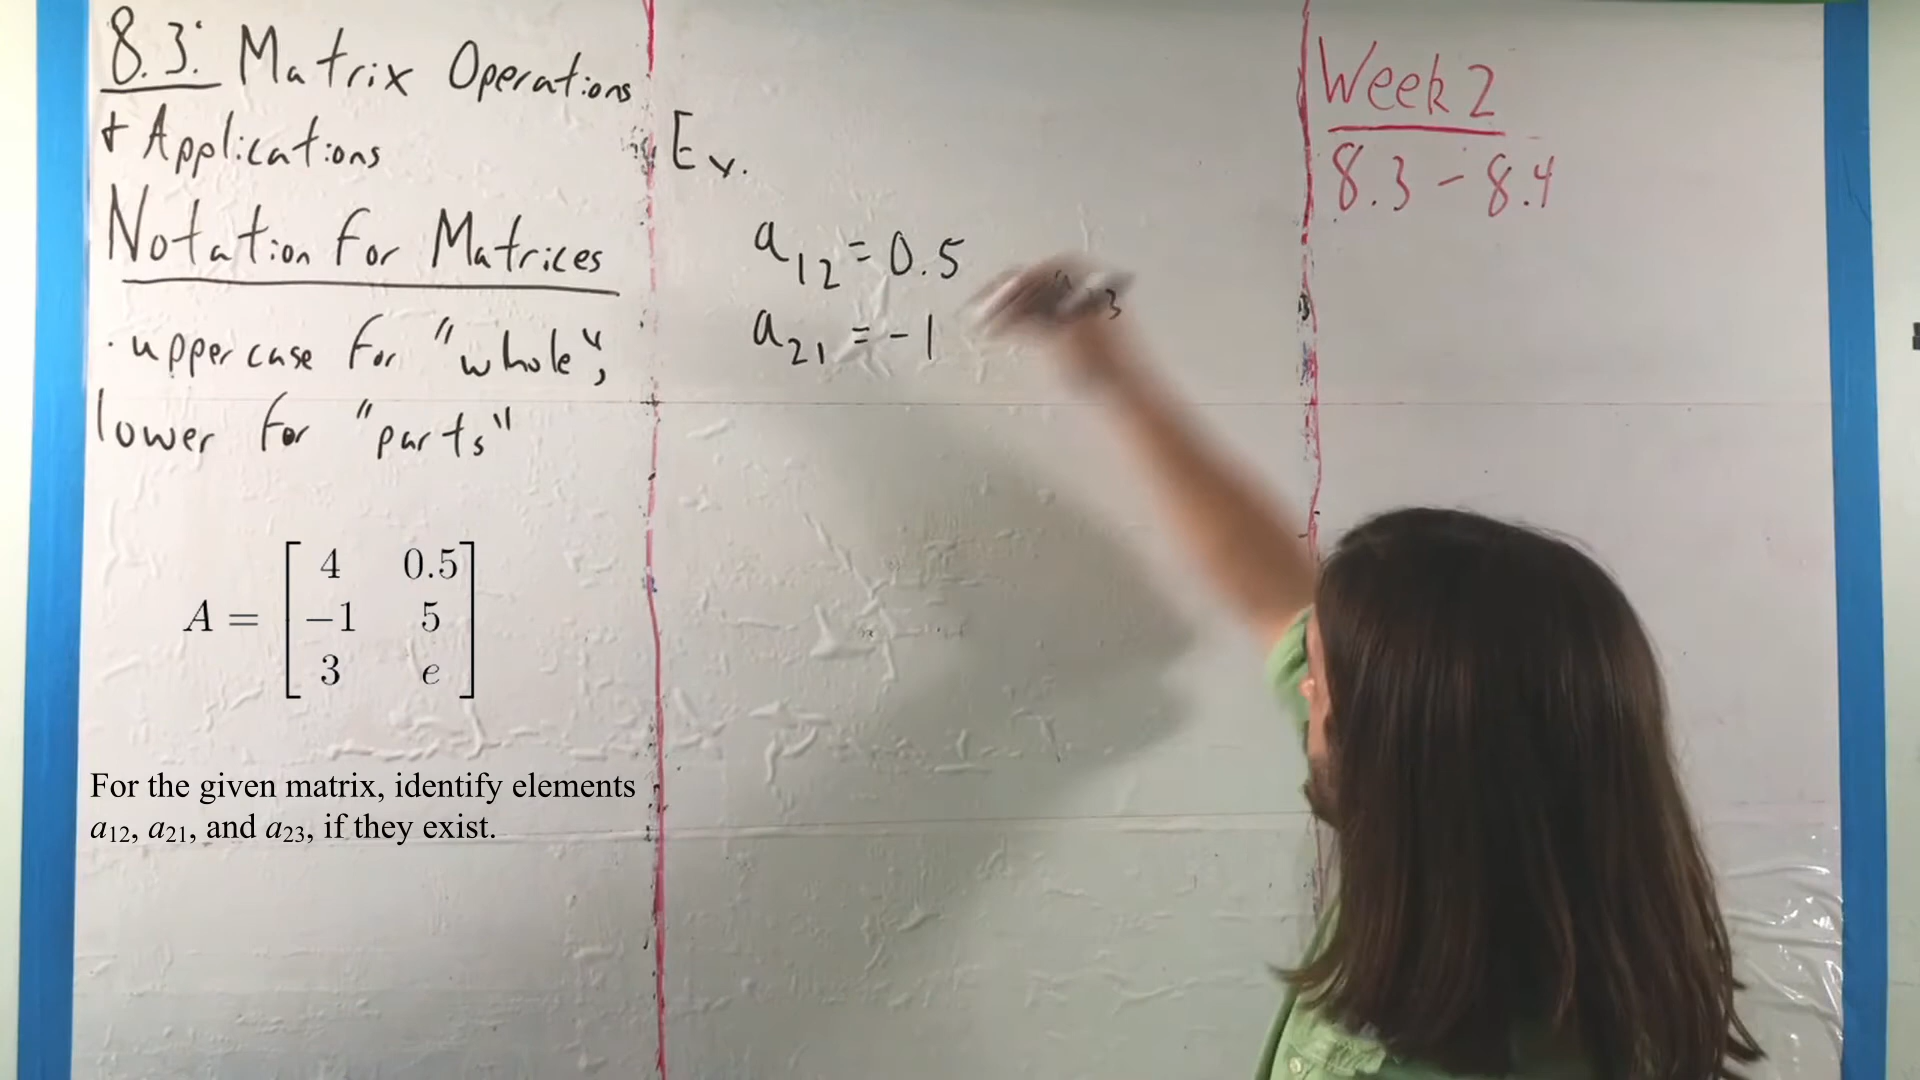 8.3: Matrix Operations
+ Applications
Notation for Matrices
· uppercase for "whole",
lower for "parts"
A = [4 0.5
−1 5
3 e]
For the given matrix, identify elements
a₁₂, a₂₁, and a₂₃, if they exist.
Ex.
a₁₂ = 0.5
a₂₁ = -1
3
Week 2
8.3 - 8.4